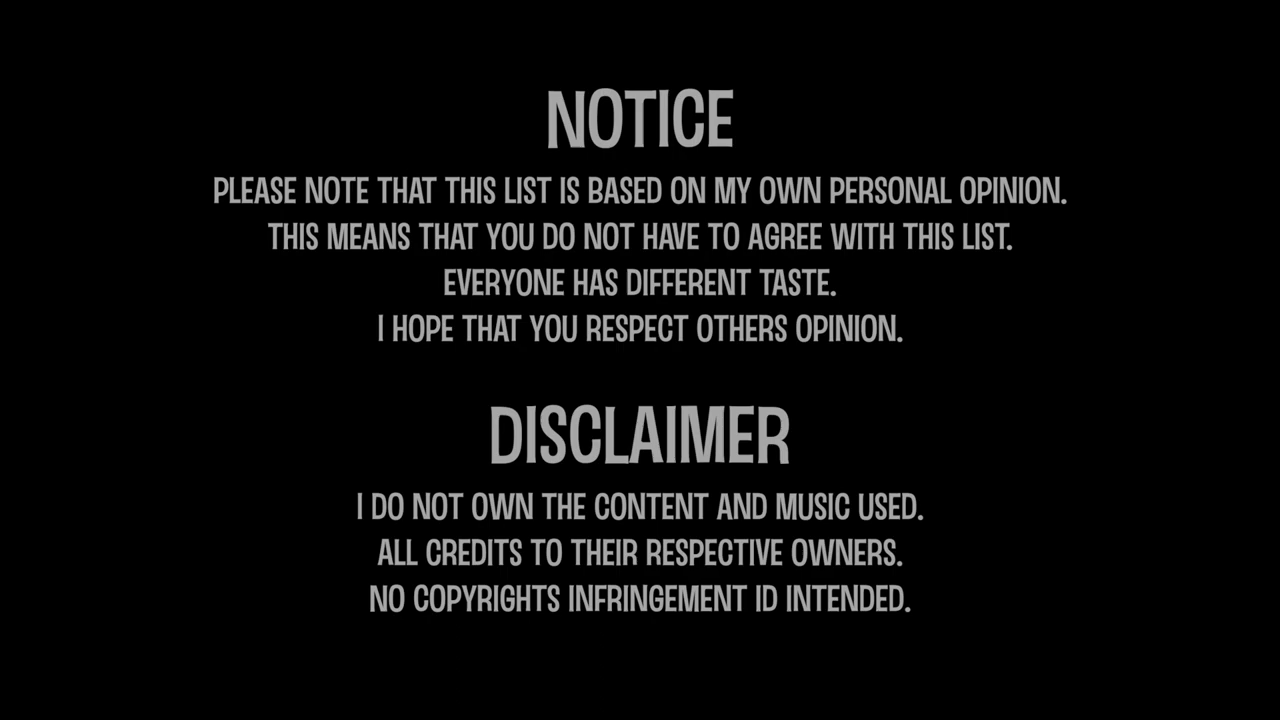 NOTICE
PLEASE NOTE THAT THIS LIST IS BASED ON MY OWN PERSONAL OPINION.
THIS MEANS THAT YOU DO NOT HAVE TO AGREE WITH THIS LIST.
EVERYONE HAS DIFFERENT TASTE.
I HOPE THAT YOU RESPECT OTHERS OPINION.
DISCLAIMER
I DO NOT OWN THE CONTENT AND MUSIC USED.
ALL CREDITS TO THEIR RESPECTIVE OWNERS.
NO COPYRIGHTS INFRINGEMENT ID INTENDED.